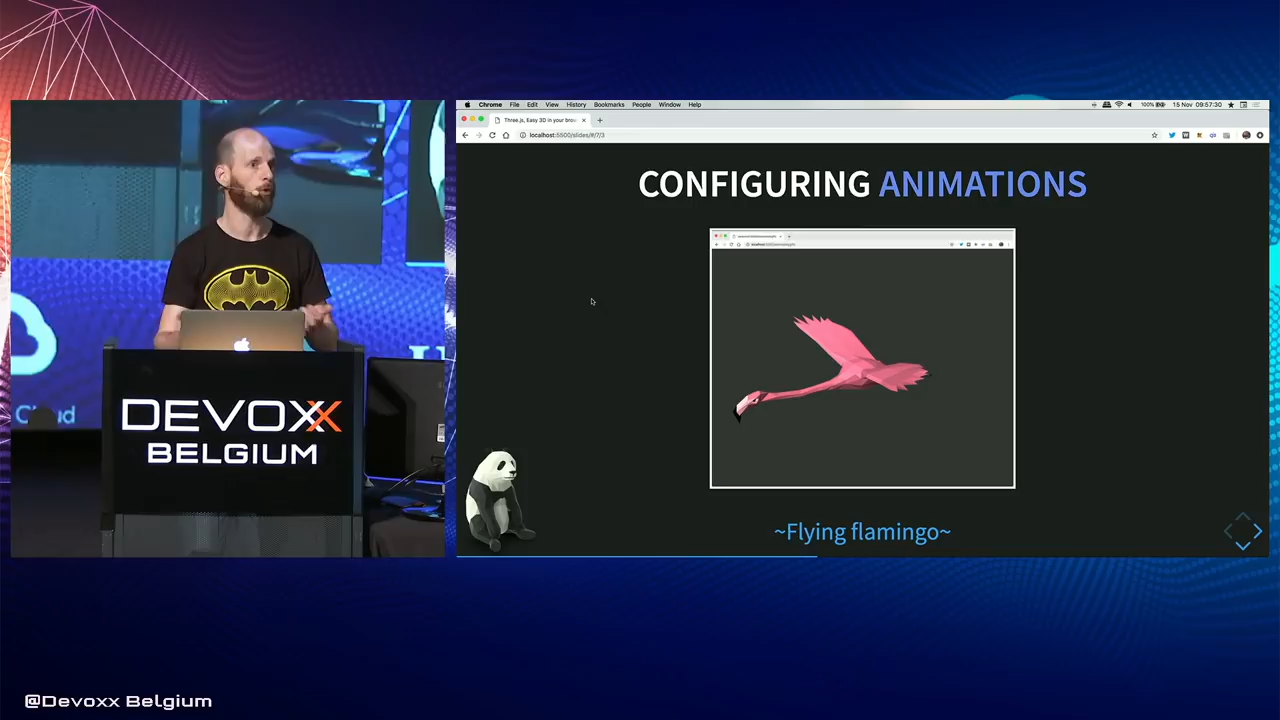 Chrome File Edit View History Bookmarks People Window Help
100% 15 Nov 09:57:30
Three.js, Easy 3D in your brow
localhost:5500/slides/#/7/3
CONFIGURING ANIMATIONS
~Flying flamingo~
Cloud
DEVOXX
BELGIUM
@Devoxx Belgium